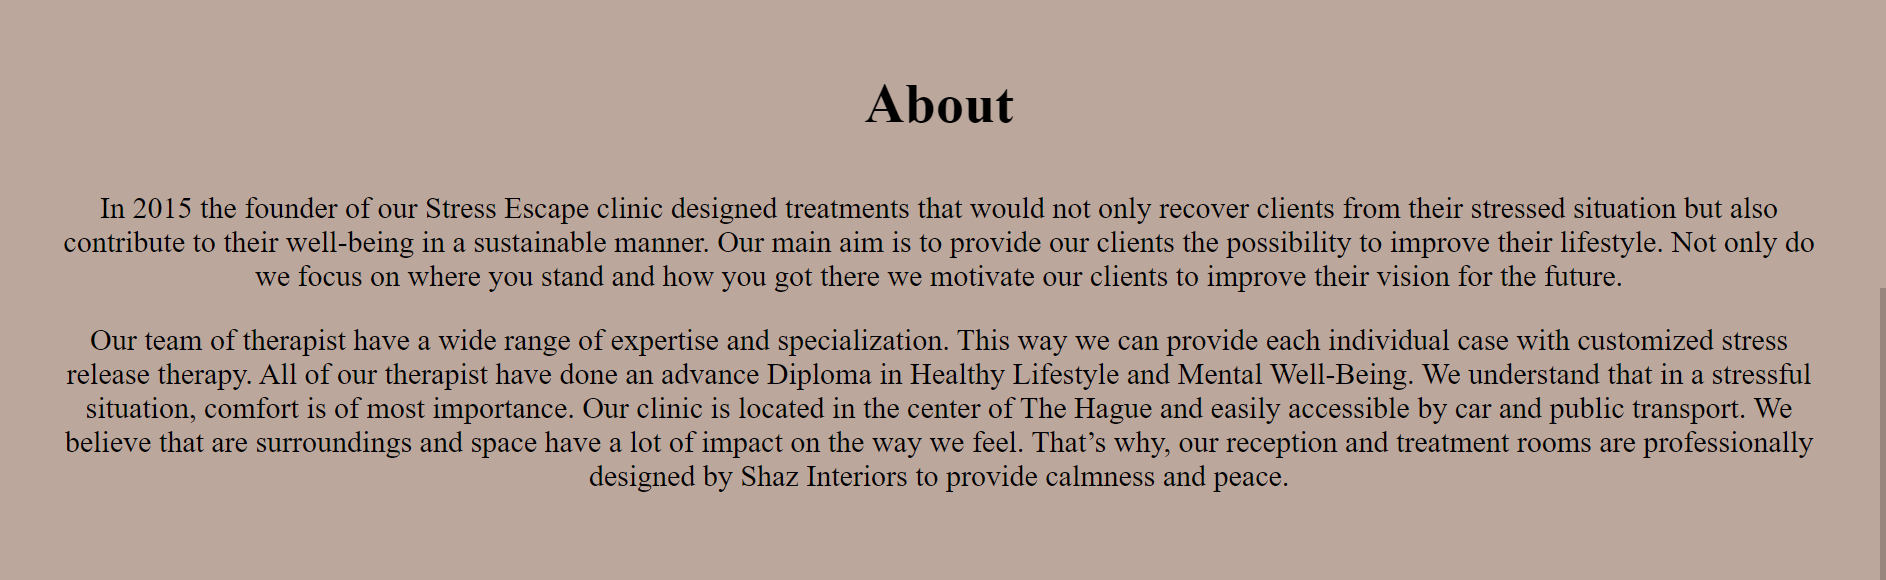 About
In 2015 the founder of our Stress Escape clinic designed treatments that would not only recover clients from their stressed situation but also
contribute to their well-being in a sustainable manner. Our main aim is to provide our clients the possibility to improve their lifestyle. Not only do
we focus on where you stand and how you got there we motivate our clients to improve their vision for the future.
Our team of therapist have a wide range of expertise and specialization. This way we can provide each individual case with customized stress
release therapy. All of our therapist have done an advance Diploma in Healthy Lifestyle and Mental Well-Being. We understand that in a stressful
situation, comfort is of most importance. Our clinic is located in the center of The Hague and easily accessible by car and public transport. We
believe that are surroundings and space have a lot of impact on the way we feel. That’s why, our reception and treatment rooms are professionally
designed by Shaz Interiors to provide calmness and peace.